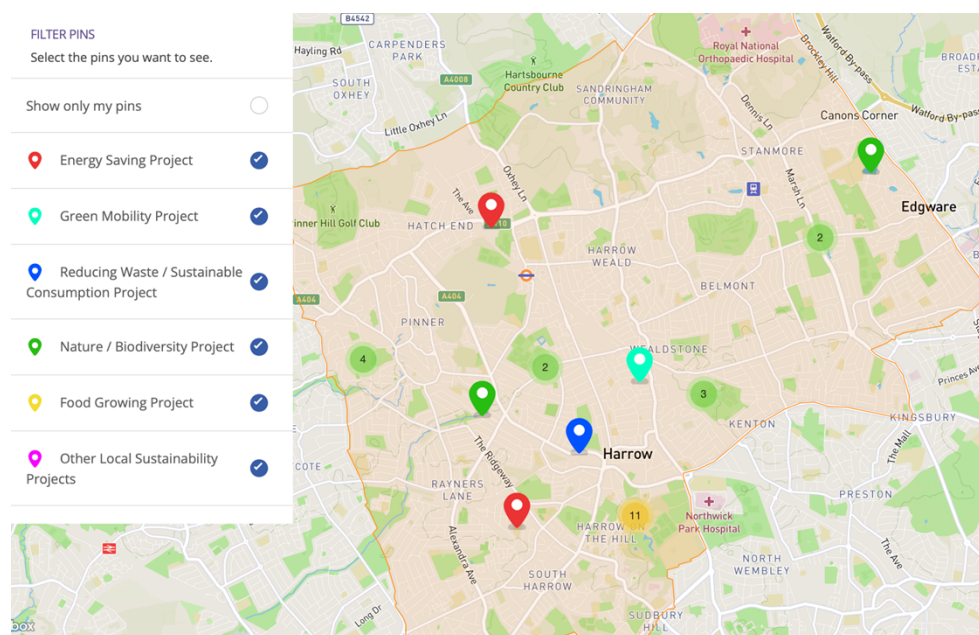 FILTER PINS
Select the pins you want to see.
Show only my pins
Energy Saving Project
Green Mobility Project
Reducing Waste / Sustainable
Consumption Project
Nature / Biodiversity Project
Food Growing Project
Other Local Sustainability
Projects
B4542
Hayling Rd
CARPENDERS
PARK
Royal National
Orthopaedic Hospital
Brockley Hill
Watford By-pass
A4008
Hartsbourne
Country Club
SANDRINGHAM
COMMUNITY
SOUTH
OXHEY
Little Oxhey Ln
Dennis Ln
Canons Corner
Watford By-pass
STANMORE
Oxhey Ln
The Ave
Marsh Ln
Edgware
inner Hill Golf Club
HATCH END
2
HARROW
WEALD
BELMONT
A404
A404
PINNER
4
2
WEALDSTONE
3
Princes Ave
KENTON
KINGSBURY
The Mall
Harrow
The Ridgeway
COTE
RAYNERS
LANE
PRESTON
11
Northwick
Park Hospital
HARROW ON
THE HILL
Alexandra Ave
The Ave
NORTH
WEMBLEY
SOUTH
HARROW
Long Dr
SUDBURY
HILL
box